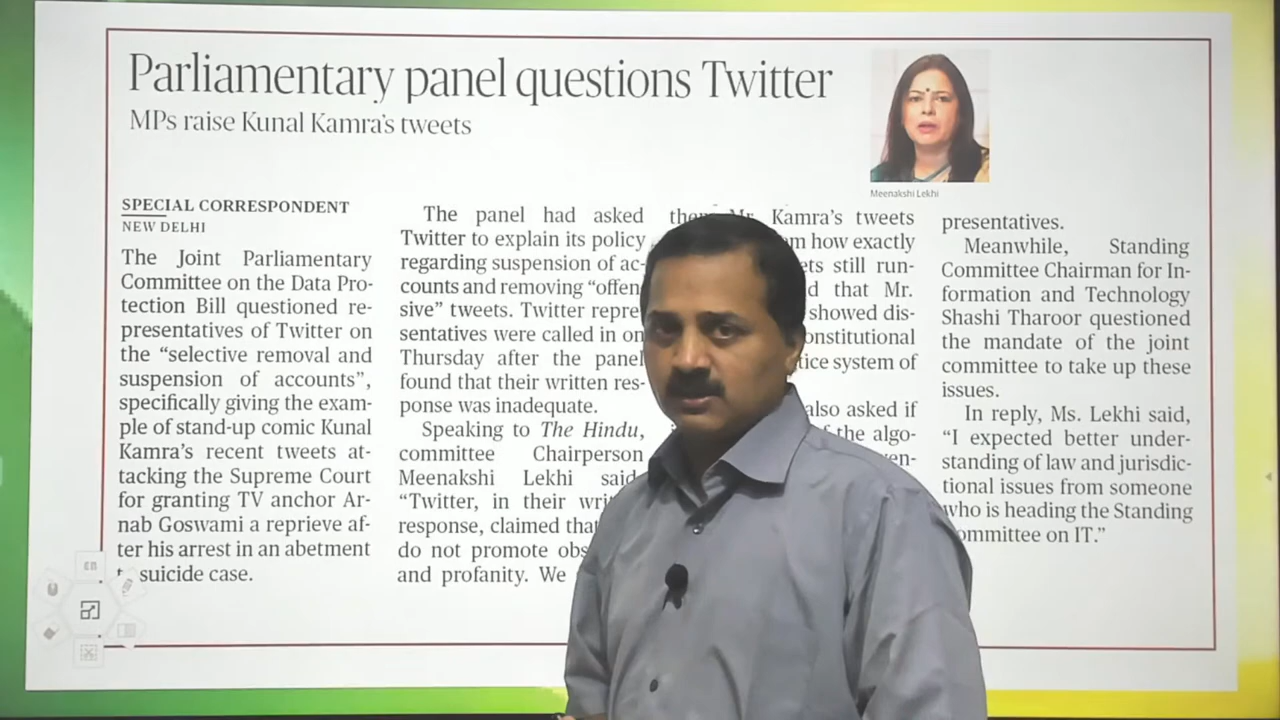 Parliamentary panel questions Twitter
MPs raise Kunal Kamra's tweets
Meenakshi Lekhi
SPECIAL CORRESPONDENT
NEW DELHI
The Joint Parliamentary
Committee on the Data Pro-
tection Bill questioned re-
presentatives of Twitter on
the “selective removal and
suspension of accounts”,
specifically giving the exam-
ple of stand-up comic Kunal
Kamra's recent tweets at-
tacking the Supreme Court
for granting TV anchor Ar-
nab Goswami a reprieve af-
ter his arrest in an abetment
suicide case.
The panel had asked
Twitter to explain its policy
regarding suspension of ac-
counts and removing “offen
sive” tweets. Twitter repre
sentatives were called in on
Thursday after the panel
found that their written res-
ponse was inadequate.
Speaking to The Hindu,
committee Chairperson
Meenakshi Lekhi said
“Twitter, in their
response, claimed that
do not promote
and profanity. We
Mr. Kamra's tweets
how exactly
still run-
that Mr.
showed dis-
system of
also asked if
the algo-
presentatives.
Meanwhile, Standing
Committee Chairman for In-
formation and Technology
Shashi Tharoor questioned
the mandate of the joint
committee to take up these
issues.
In reply, Ms. Lekhi said,
“I expected better under-
standing of law and jurisdic-
tional issues from someone
who is heading the Standing
ommittee on IT.”